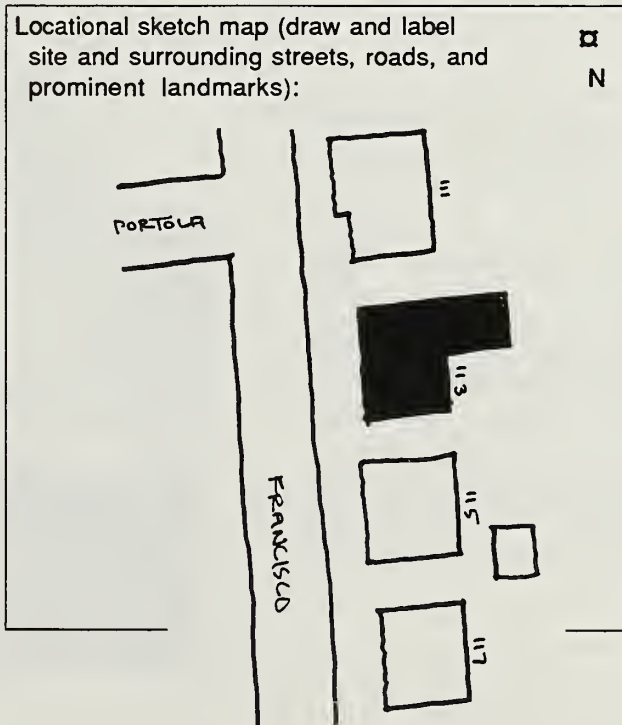 Locational sketch map (draw and label
site and surrounding streets, roads, and
prominent landmarks):
N
PORTOLA
111
113
FRANCISCO
115
117